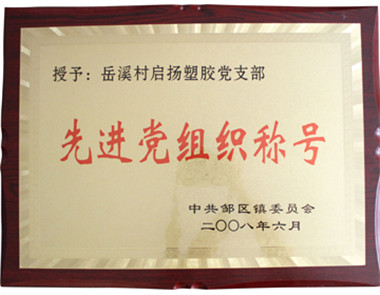 授予：岳溪村启扬塑胶党支部
先进党组织称号
中共邹区镇委员会
二〇〇八年六月